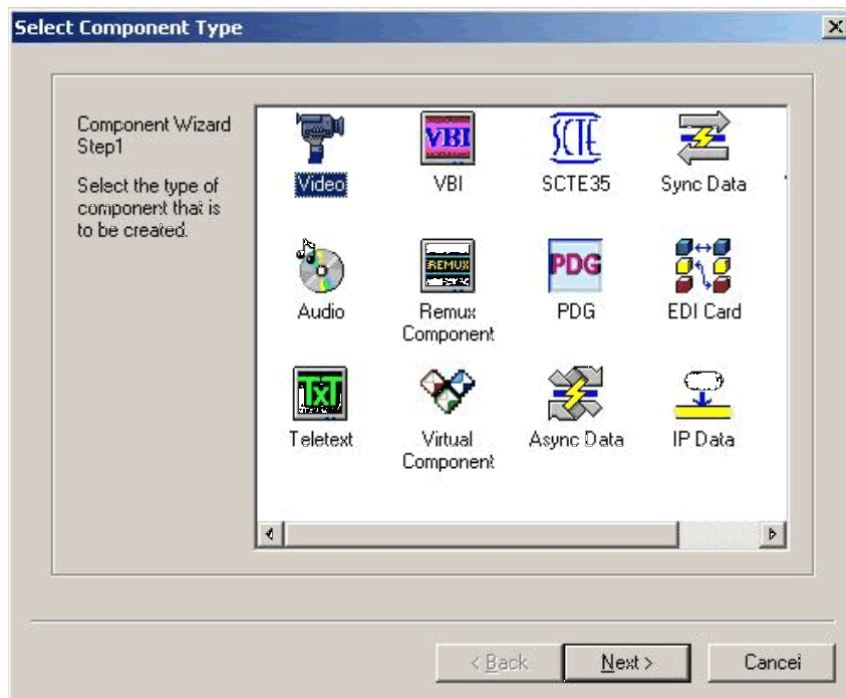 Select Component Type
Component Wizard
Step1
Select the type of
component that is
to be created.
VBI
SCTE
Video
VBI
SCTE35
Sync Data
REMUX
PDG
Audio
Remux
Component
PDG
EDI Card
TxT
Teletext
Virtual
Component
Async Data
IP Data
< Back
Next >
Cancel